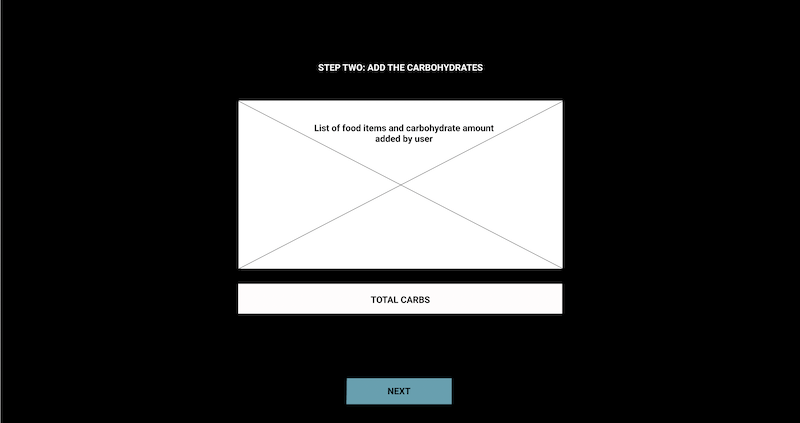 STEP TWO: ADD THE CARBOHYDRATES
List of food items and carbohydrate amount
added by user
TOTAL CARBS
NEXT